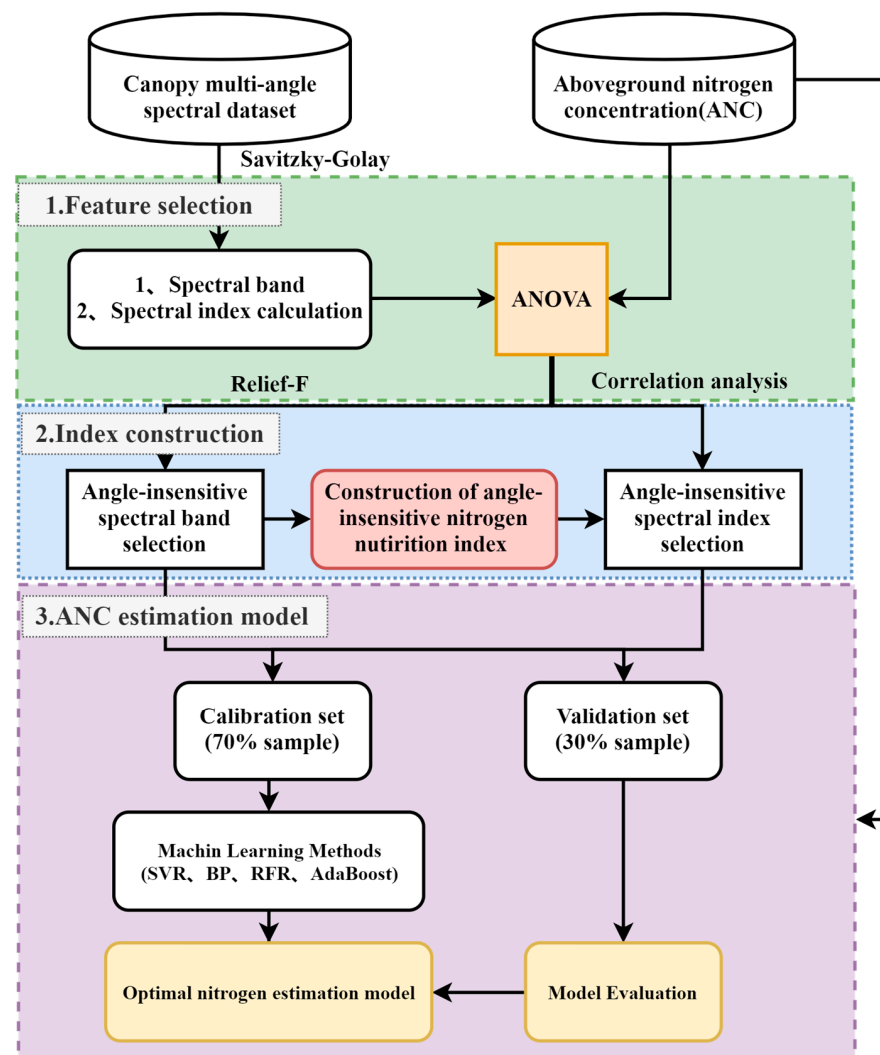 Canopy multi-angle
spectral dataset
Aboveground nitrogen
concentration(ANC)
Savitzky-Golay
1.Feature selection
1、Spectral band
2、Spectral index calculation
ANOVA
Relief-F
Correlation analysis
2.Index construction
Angle-insensitive
spectral band
selection
Construction of angle-
insensitive nitrogen
nutirition index
Angle-insensitive
spectral index
selection
3.ANC estimation model
Calibration set
(70% sample)
Validation set
(30% sample)
Machin Learning Methods
(SVR、BP、RFR、AdaBoost)
Optimal nitrogen estimation model
Model Evaluation